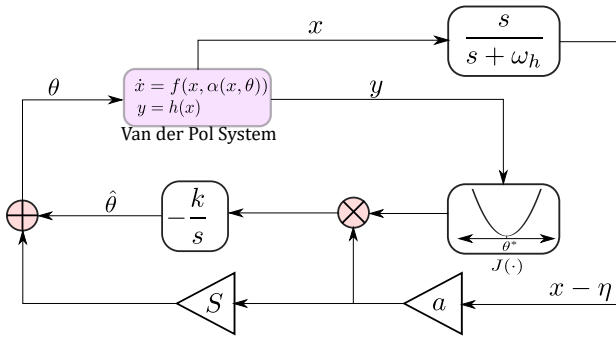 x
s
s + ω_h
θ
ẋ = f(x, α(x, θ))
y = h(x)
Van der Pol System
y
θ̂
− k
s
⊗
⊕
θ*
J(·)
S
a
x − η